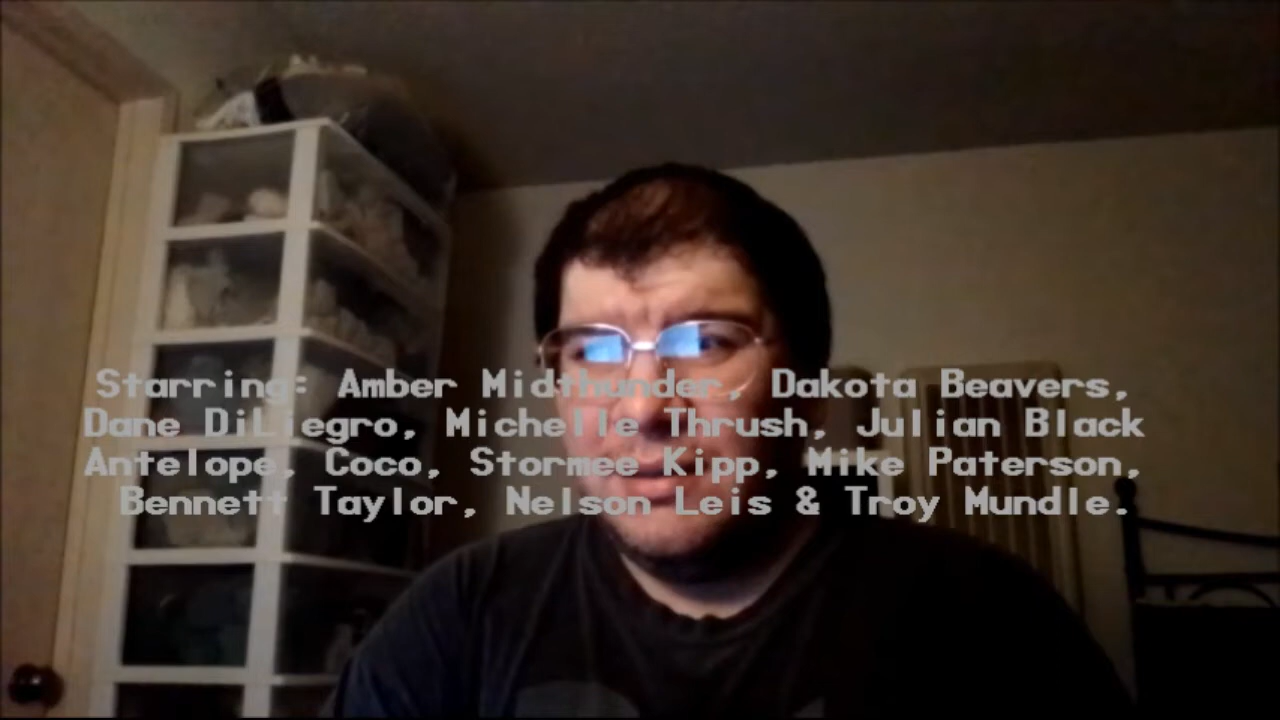 Starring: Amber Midthunder, Dakota Beavers,
Dane DiLiegro, Michelle Thrush, Julian Black
Antelope, Coco, Stormee Kipp, Mike Paterson,
Bennett Taylor, Nelson Leis & Troy Mundle.